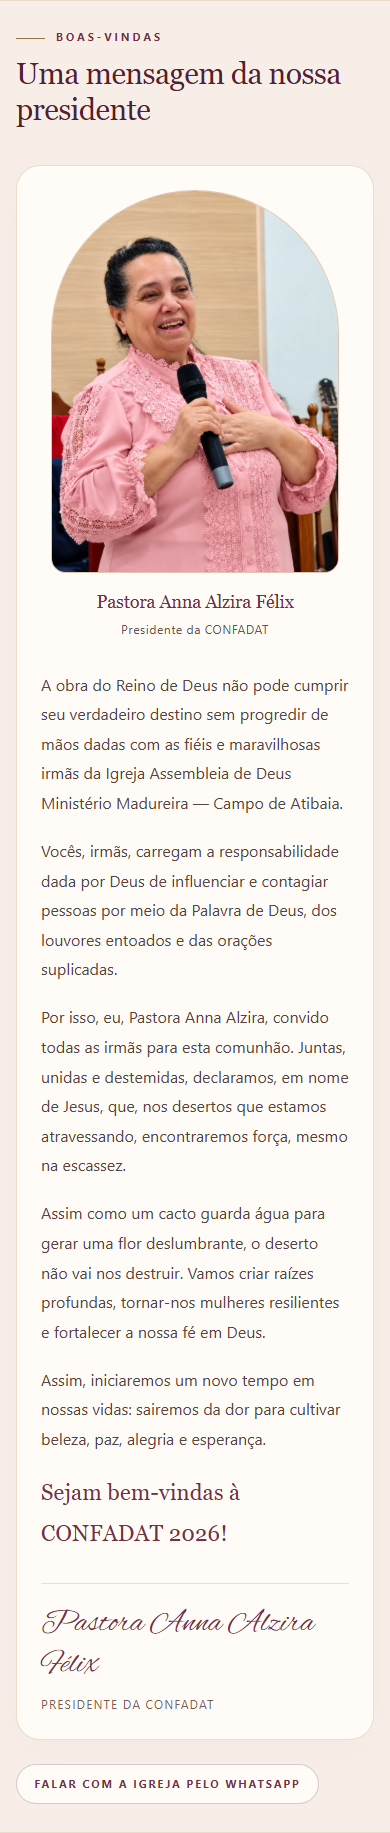 BOAS-VINDAS
Uma mensagem da nossa
presidente
Pastora Anna Alzira Félix
Presidente da CONFADAT
A obra do Reino de Deus não pode cumprir
seu verdadeiro destino sem progredir de
mãos dadas com as fiéis e maravilhosas
irmãs da Igreja Assembleia de Deus
Ministério Madureira — Campo de Atibaia.
Vocês, irmãs, carregam a responsabilidade
dada por Deus de influenciar e contagiar
pessoas por meio da Palavra de Deus, dos
louvores entoados e das orações
suplicadas.
Por isso, eu, Pastora Anna Alzira, convido
todas as irmãs para esta comunhão. Juntas,
unidas e destemidas, declaramos, em nome
de Jesus, que, nos desertos que estamos
atravessando, encontraremos força, mesmo
na escassez.
Assim como um cacto guarda água para
gerar uma flor deslumbrante, o deserto
não vai nos destruir. Vamos criar raízes
profundas, tornar-nos mulheres resilientes
e fortalecer a nossa fé em Deus.
Assim, iniciaremos um novo tempo em
nossas vidas: sairemos da dor para cultivar
beleza, paz, alegria e esperança.
Sejam bem-vindas à
CONFADAT 2026!
Pastora Anna Alzira
Félix
PRESIDENTE DA CONFADAT
FALAR COM A IGREJA PELO WHATSAPP